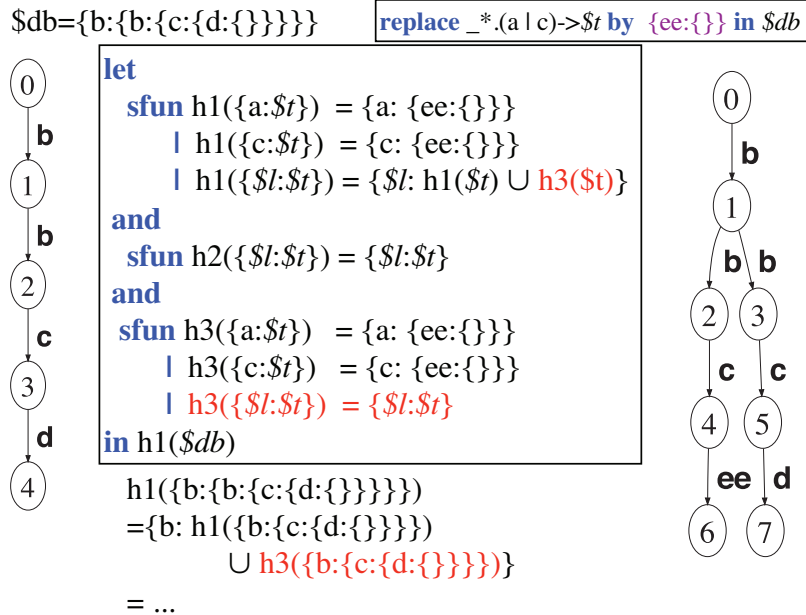 $db={b:{b:{c:{d:{}}}}}
replace _*.(a | c)->$t by {ee:{}} in $db
0
b
1
b
2
c
3
d
4
let
sfun h1({a:$t}) = {a: {ee:{}}}
| h1({c:$t}) = {c: {ee:{}}}
| h1({$l:$t}) = {$l: h1($t) ∪ h3($t)}
and
sfun h2({$l:$t}) = {$l:$t}
and
sfun h3({a:$t}) = {a: {ee:{}}}
| h3({c:$t}) = {c: {ee:{}}}
| h3({$l:$t}) = {$l:$t}
in h1($db)
h1({b:{b:{c:{d:{}}}}})
={b: h1({b:{c:{d:{}}}})
∪ h3({b:{c:{d:{}}}})}
= ...
0
b
1
b b
2 3
c c
4 5
ee d
6 7